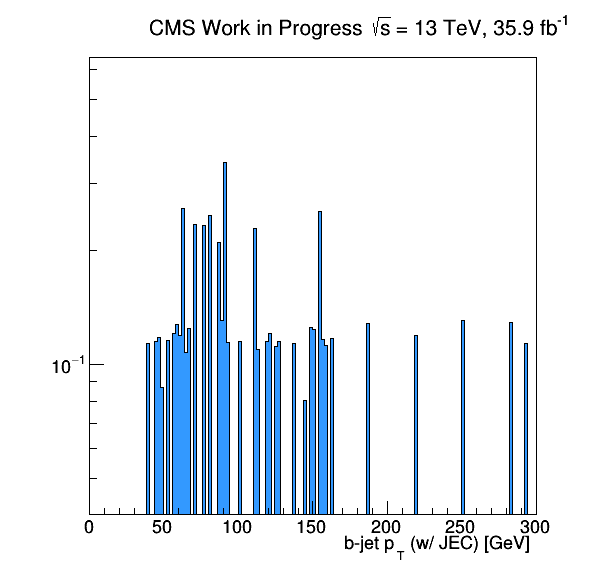 CMS Work in Progress √s = 13 TeV, 35.9 fb⁻¹
10⁻¹
0 50 100 150 200 250 300
b-jet p_T (w/ JEC) [GeV]